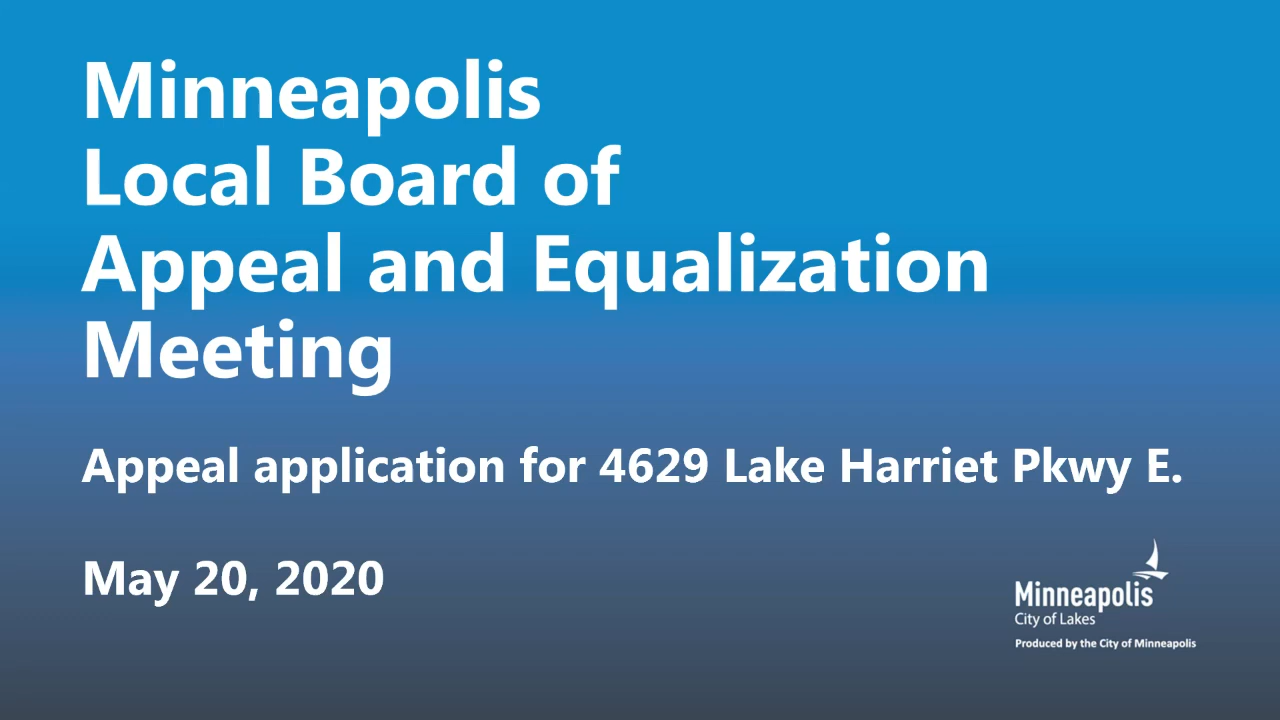 Minneapolis
Local Board of
Appeal and Equalization
Meeting
Appeal application for 4629 Lake Harriet Pkwy E.
May 20, 2020
Minneapolis
City of Lakes
Produced by the City of Minneapolis